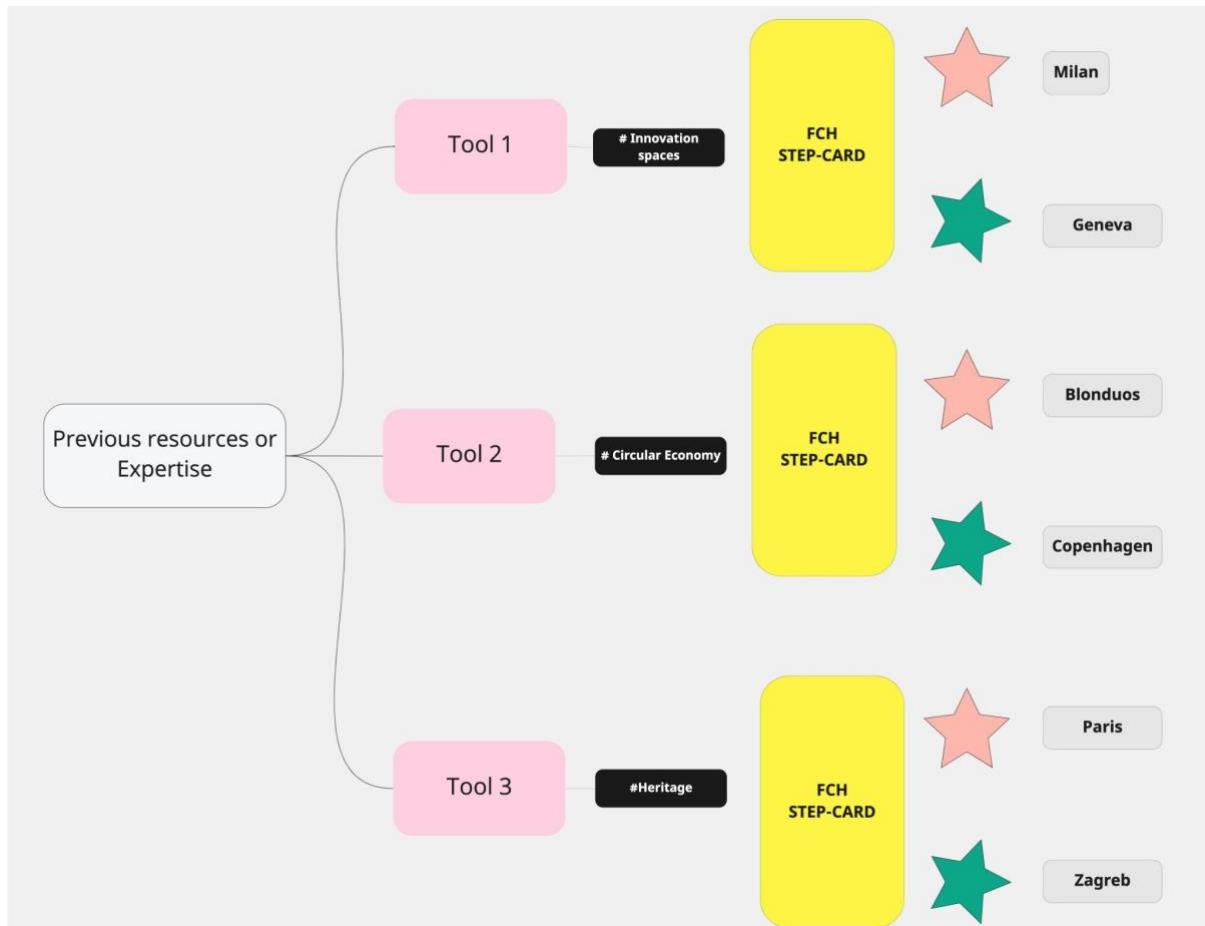 Tool 1
# Innovation
spaces
FCH
STEP-CARD
Milan
Geneva
Previous resources or
Expertise
Tool 2
# Circular Economy
FCH
STEP-CARD
Blonduos
Copenhagen
Tool 3
#Heritage
FCH
STEP-CARD
Paris
Zagreb